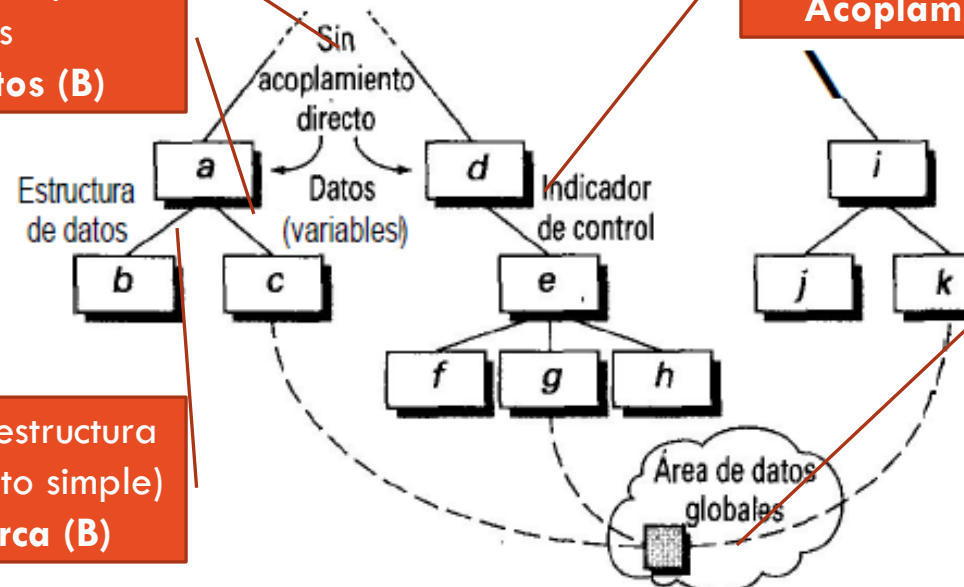 s
tos (B)
Acoplam
Sin
acoplamiento
directo
a
d
i
Estructura
de datos
Datos
(variables!)
Indicador
de control
b
c
e
j
k
f
g
h
estructura
to simple)
rca (B)
Área de datos
globales